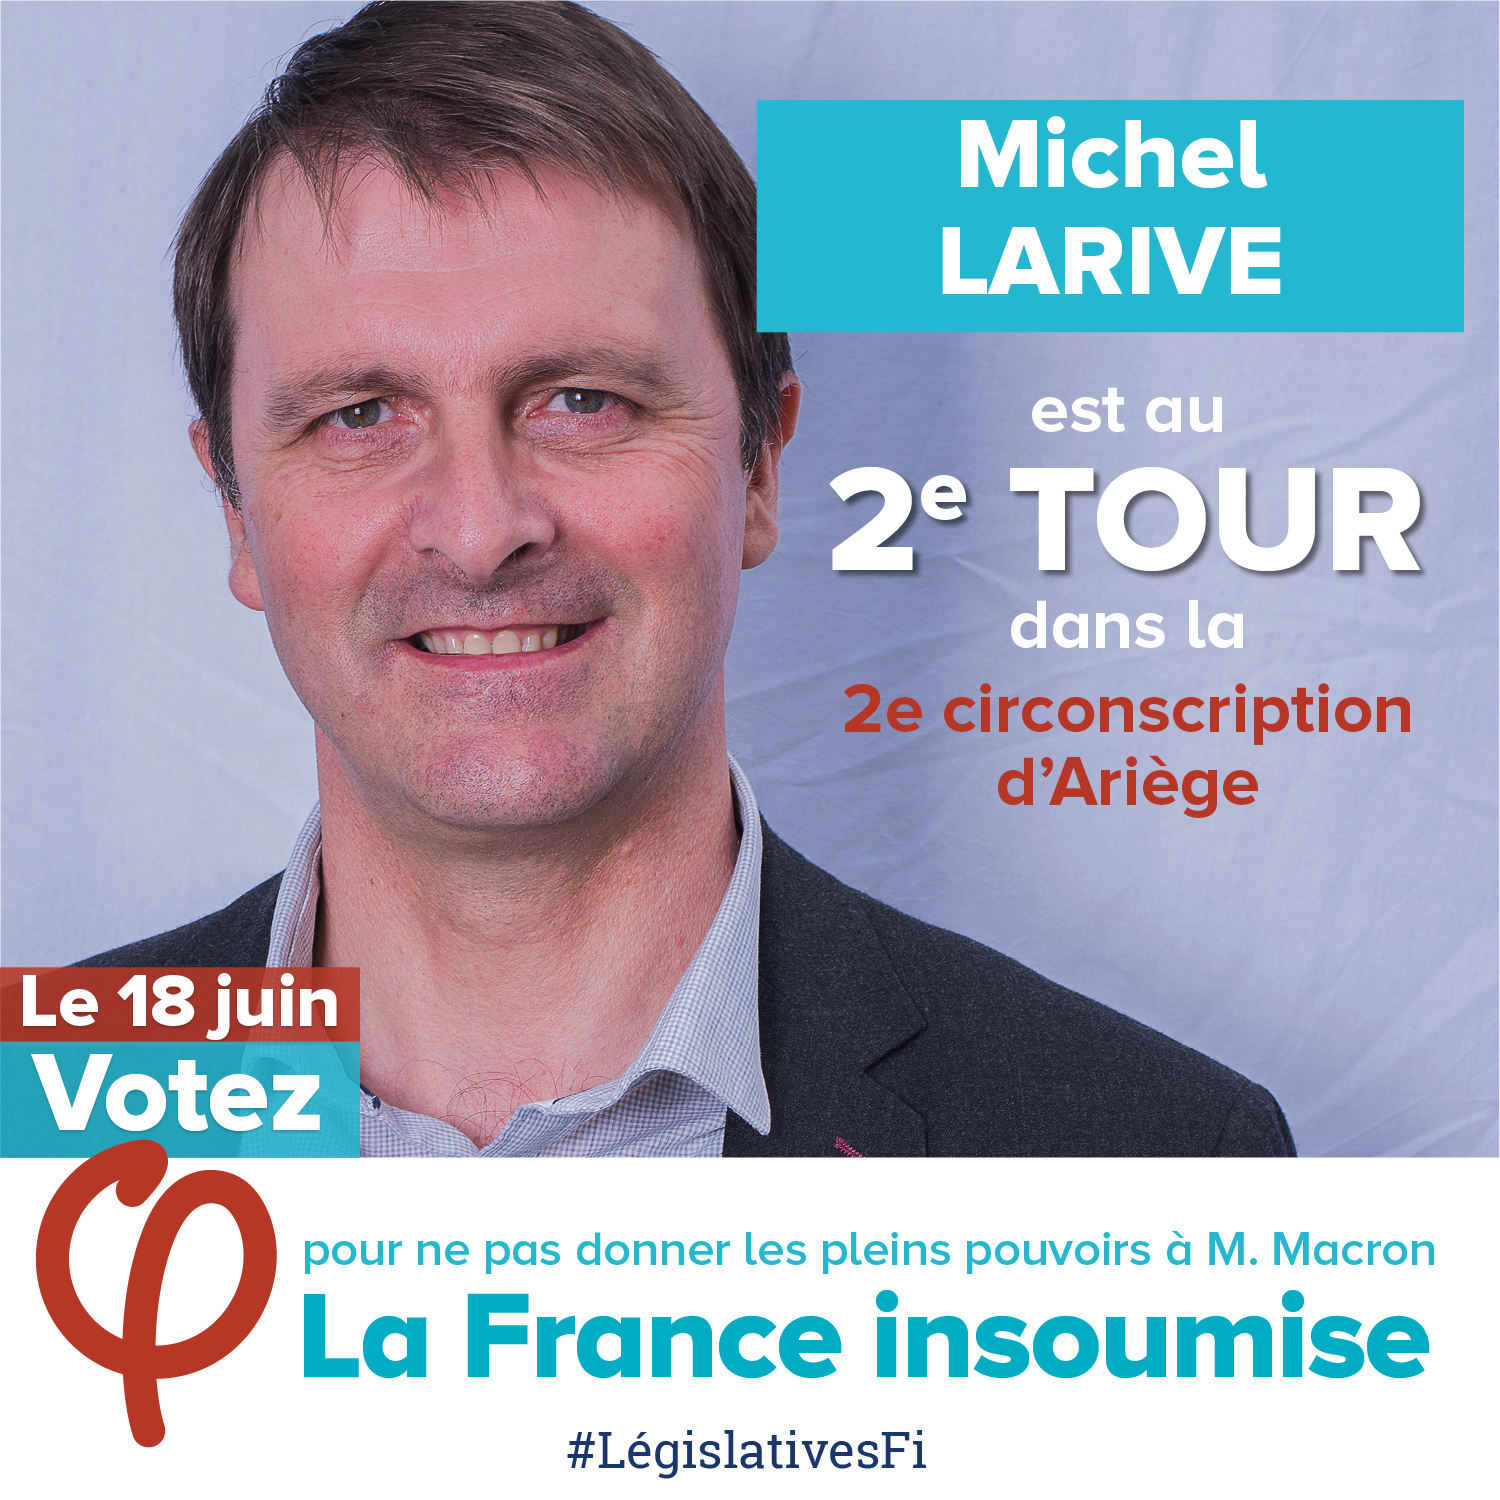 Michel
LARIVE
est au
2e TOUR
dans la
2e circonscription
d’Ariège
Le 18 juin
Votez
φ
pour ne pas donner les pleins pouvoirs à M. Macron
La France insoumise
#LégislativesFi